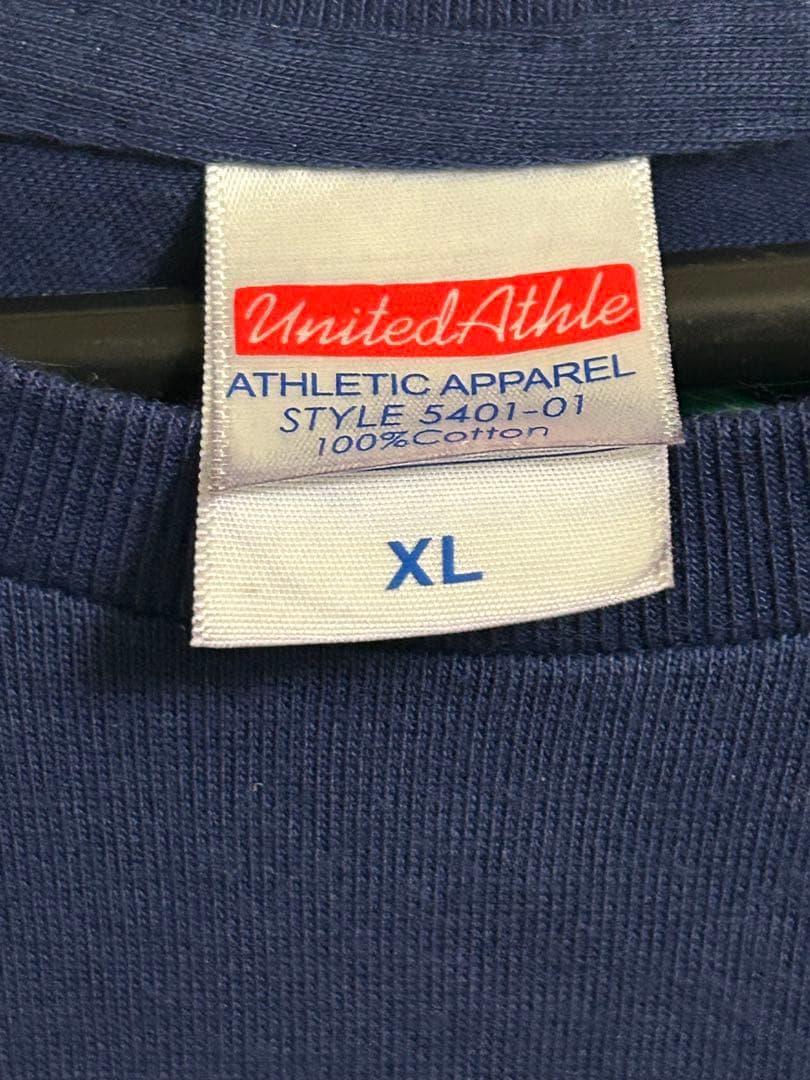 UnitedAthle
ATHLETIC APPAREL
STYLE 5401-01
100%Cotton
XL